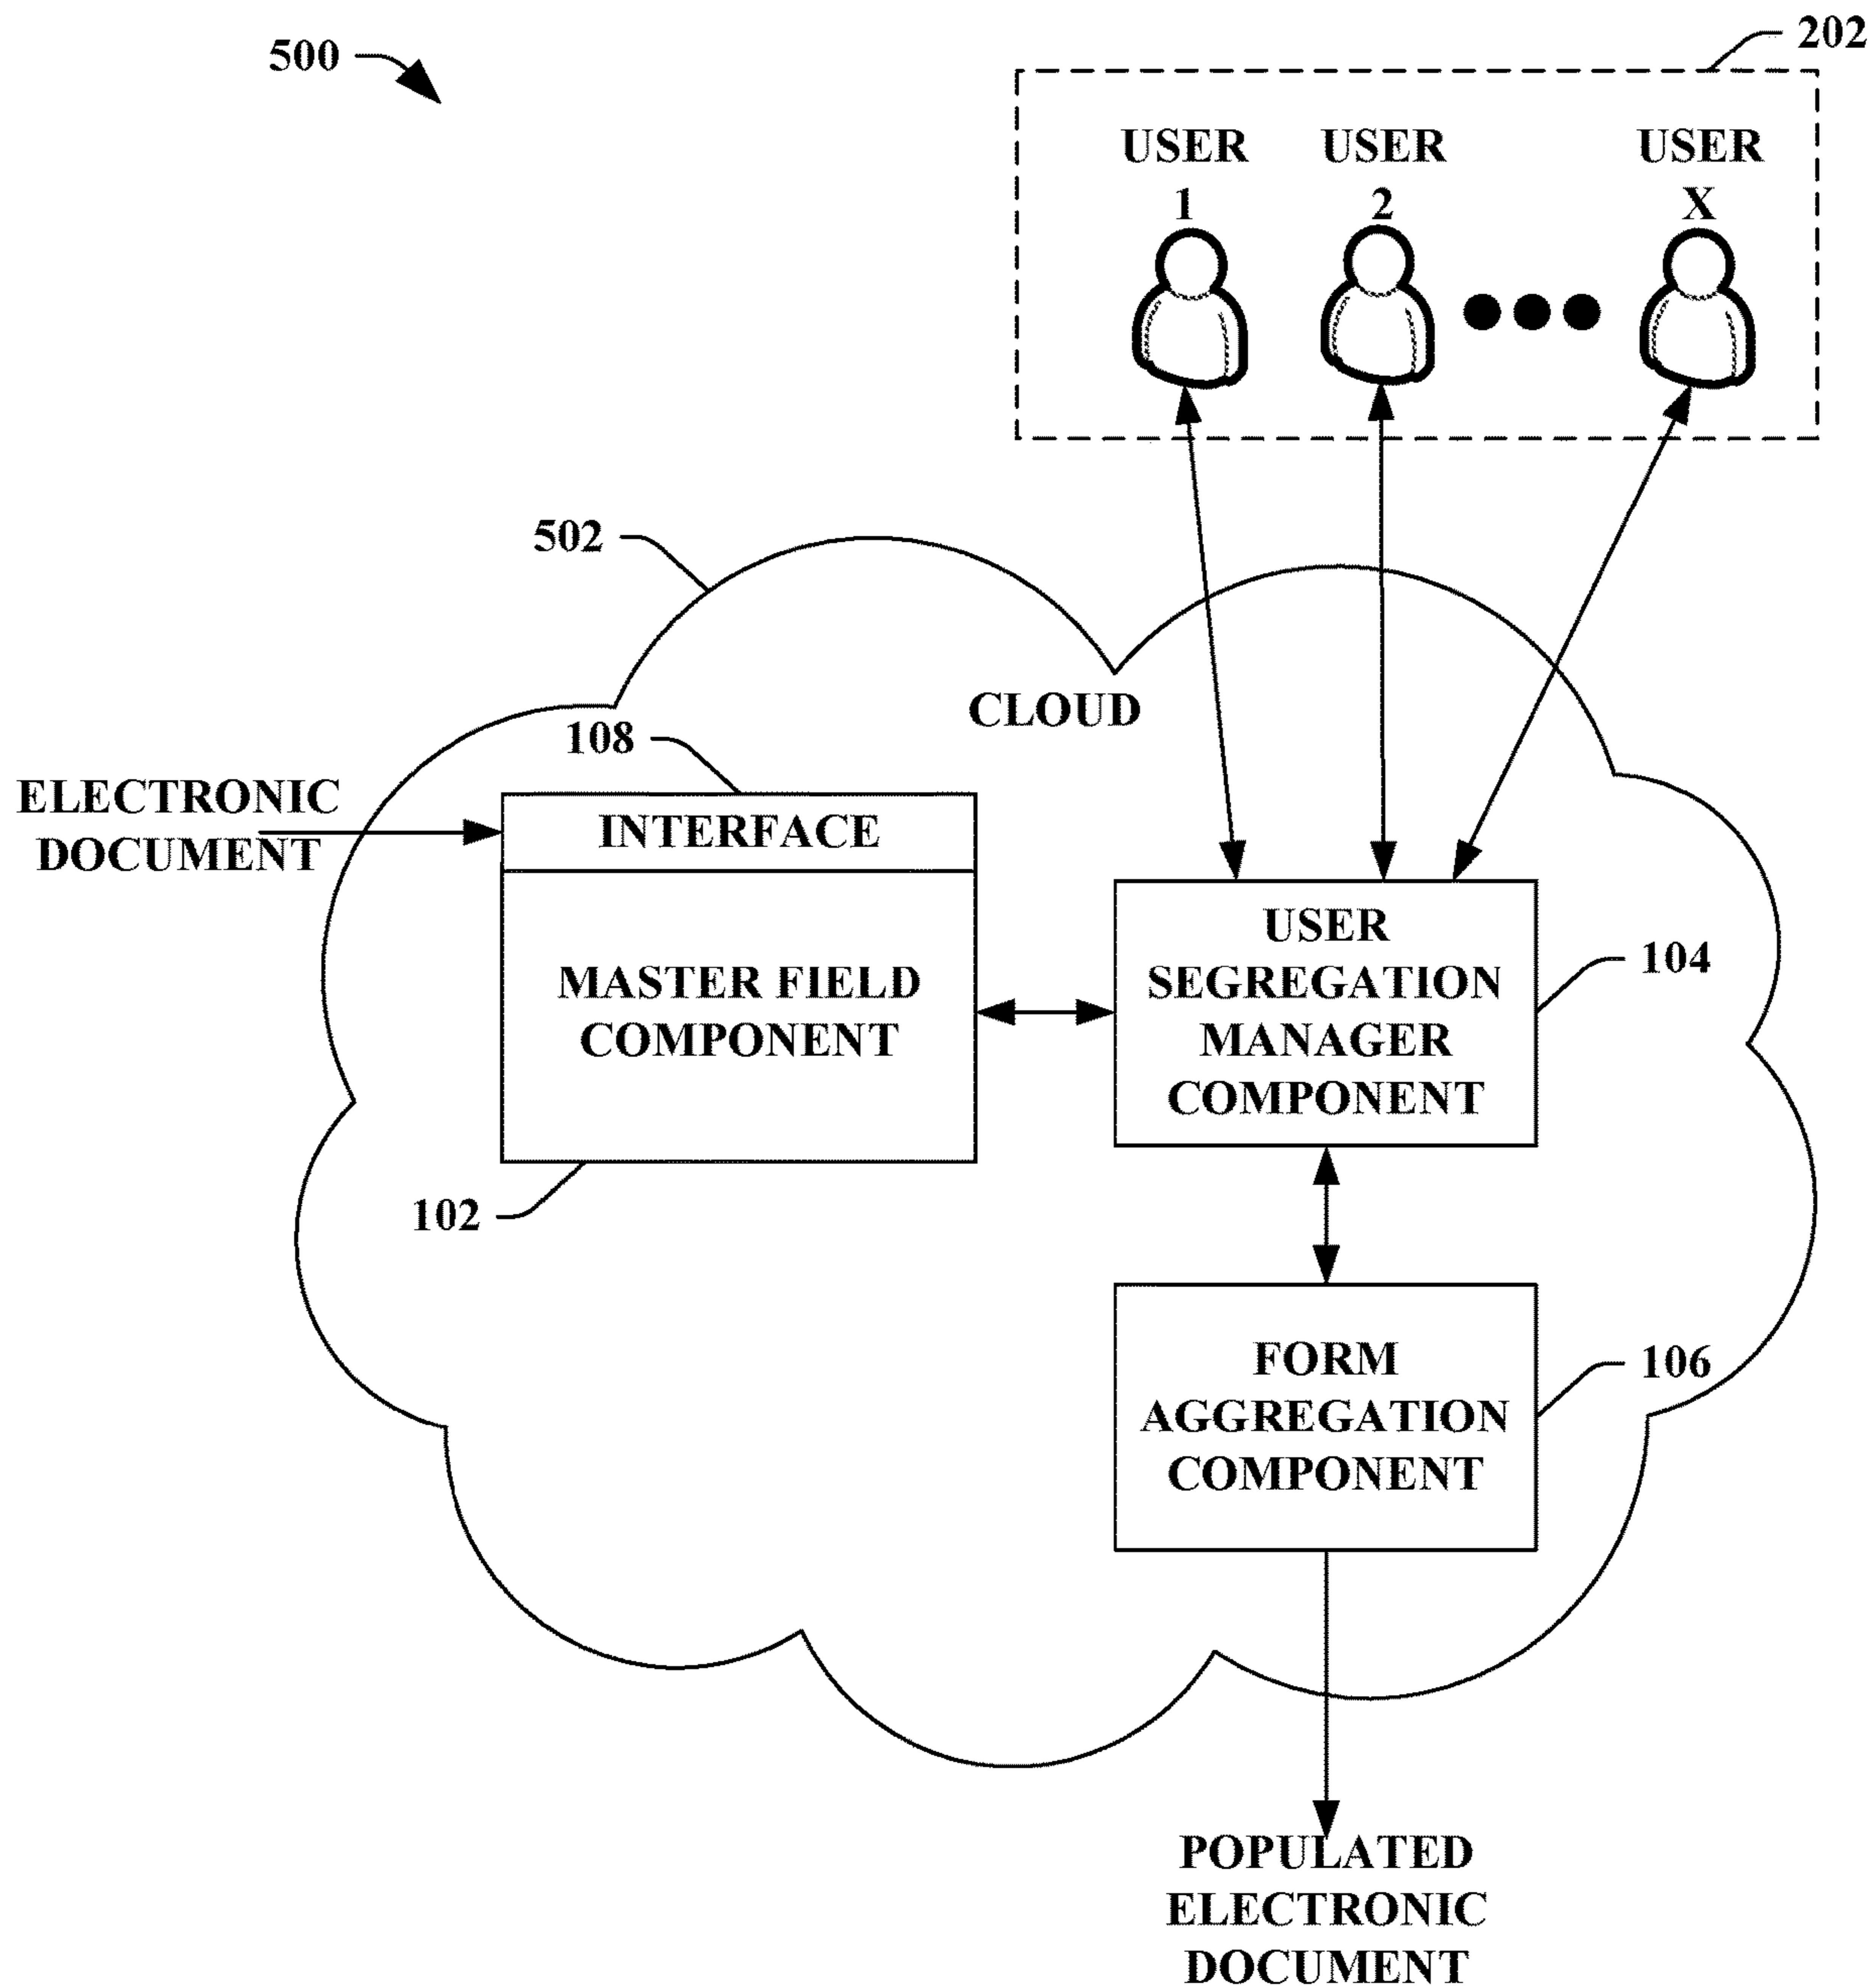 500
202
USER
1
USER
2
USER
X
502
CLOUD
108
ELECTRONIC
DOCUMENT
INTERFACE
MASTER FIELD
COMPONENT
102
USER
SEGREGATION
MANAGER
COMPONENT
104
FORM
AGGREGATION
COMPONENT
106
POPULATED
ELECTRONIC
DOCUMENT